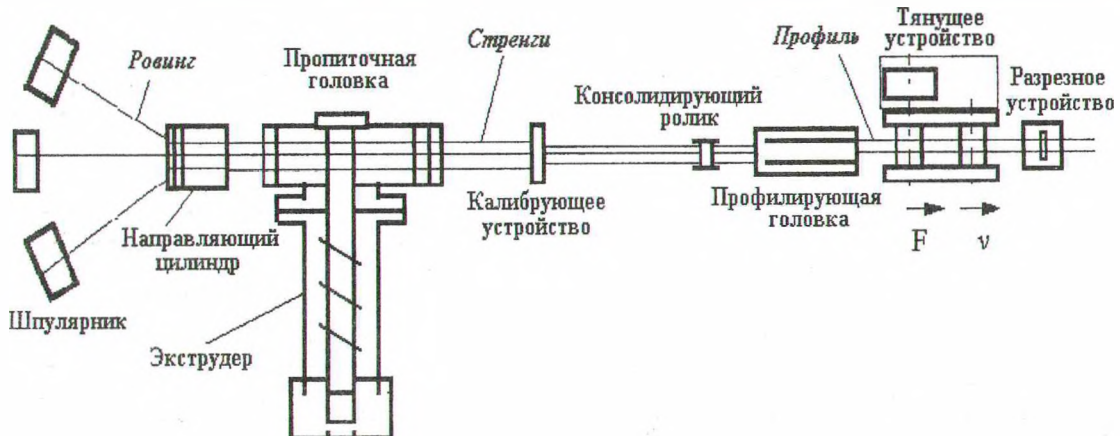 Ровинг
Пропиточная
головка
Стренги
Консолидирующий
ролик
Профиль
Тянущее
устройство
Разрезное
устройство
Направляющий
цилиндр
Калибрующее
устройство
Профилирующая
головка
F
v
Шпулярник
Экструдер